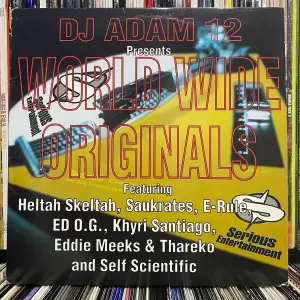 DJ ADAM 12
Presents
WORLD WIDE
ORIGINALS
Featuring
Heltah Skeltah, Saukrates, E-Rule,
ED O.G., Khyri Santiago,
Eddie Meeks & Thareko
and Self Scientific
Serious
Entertainment